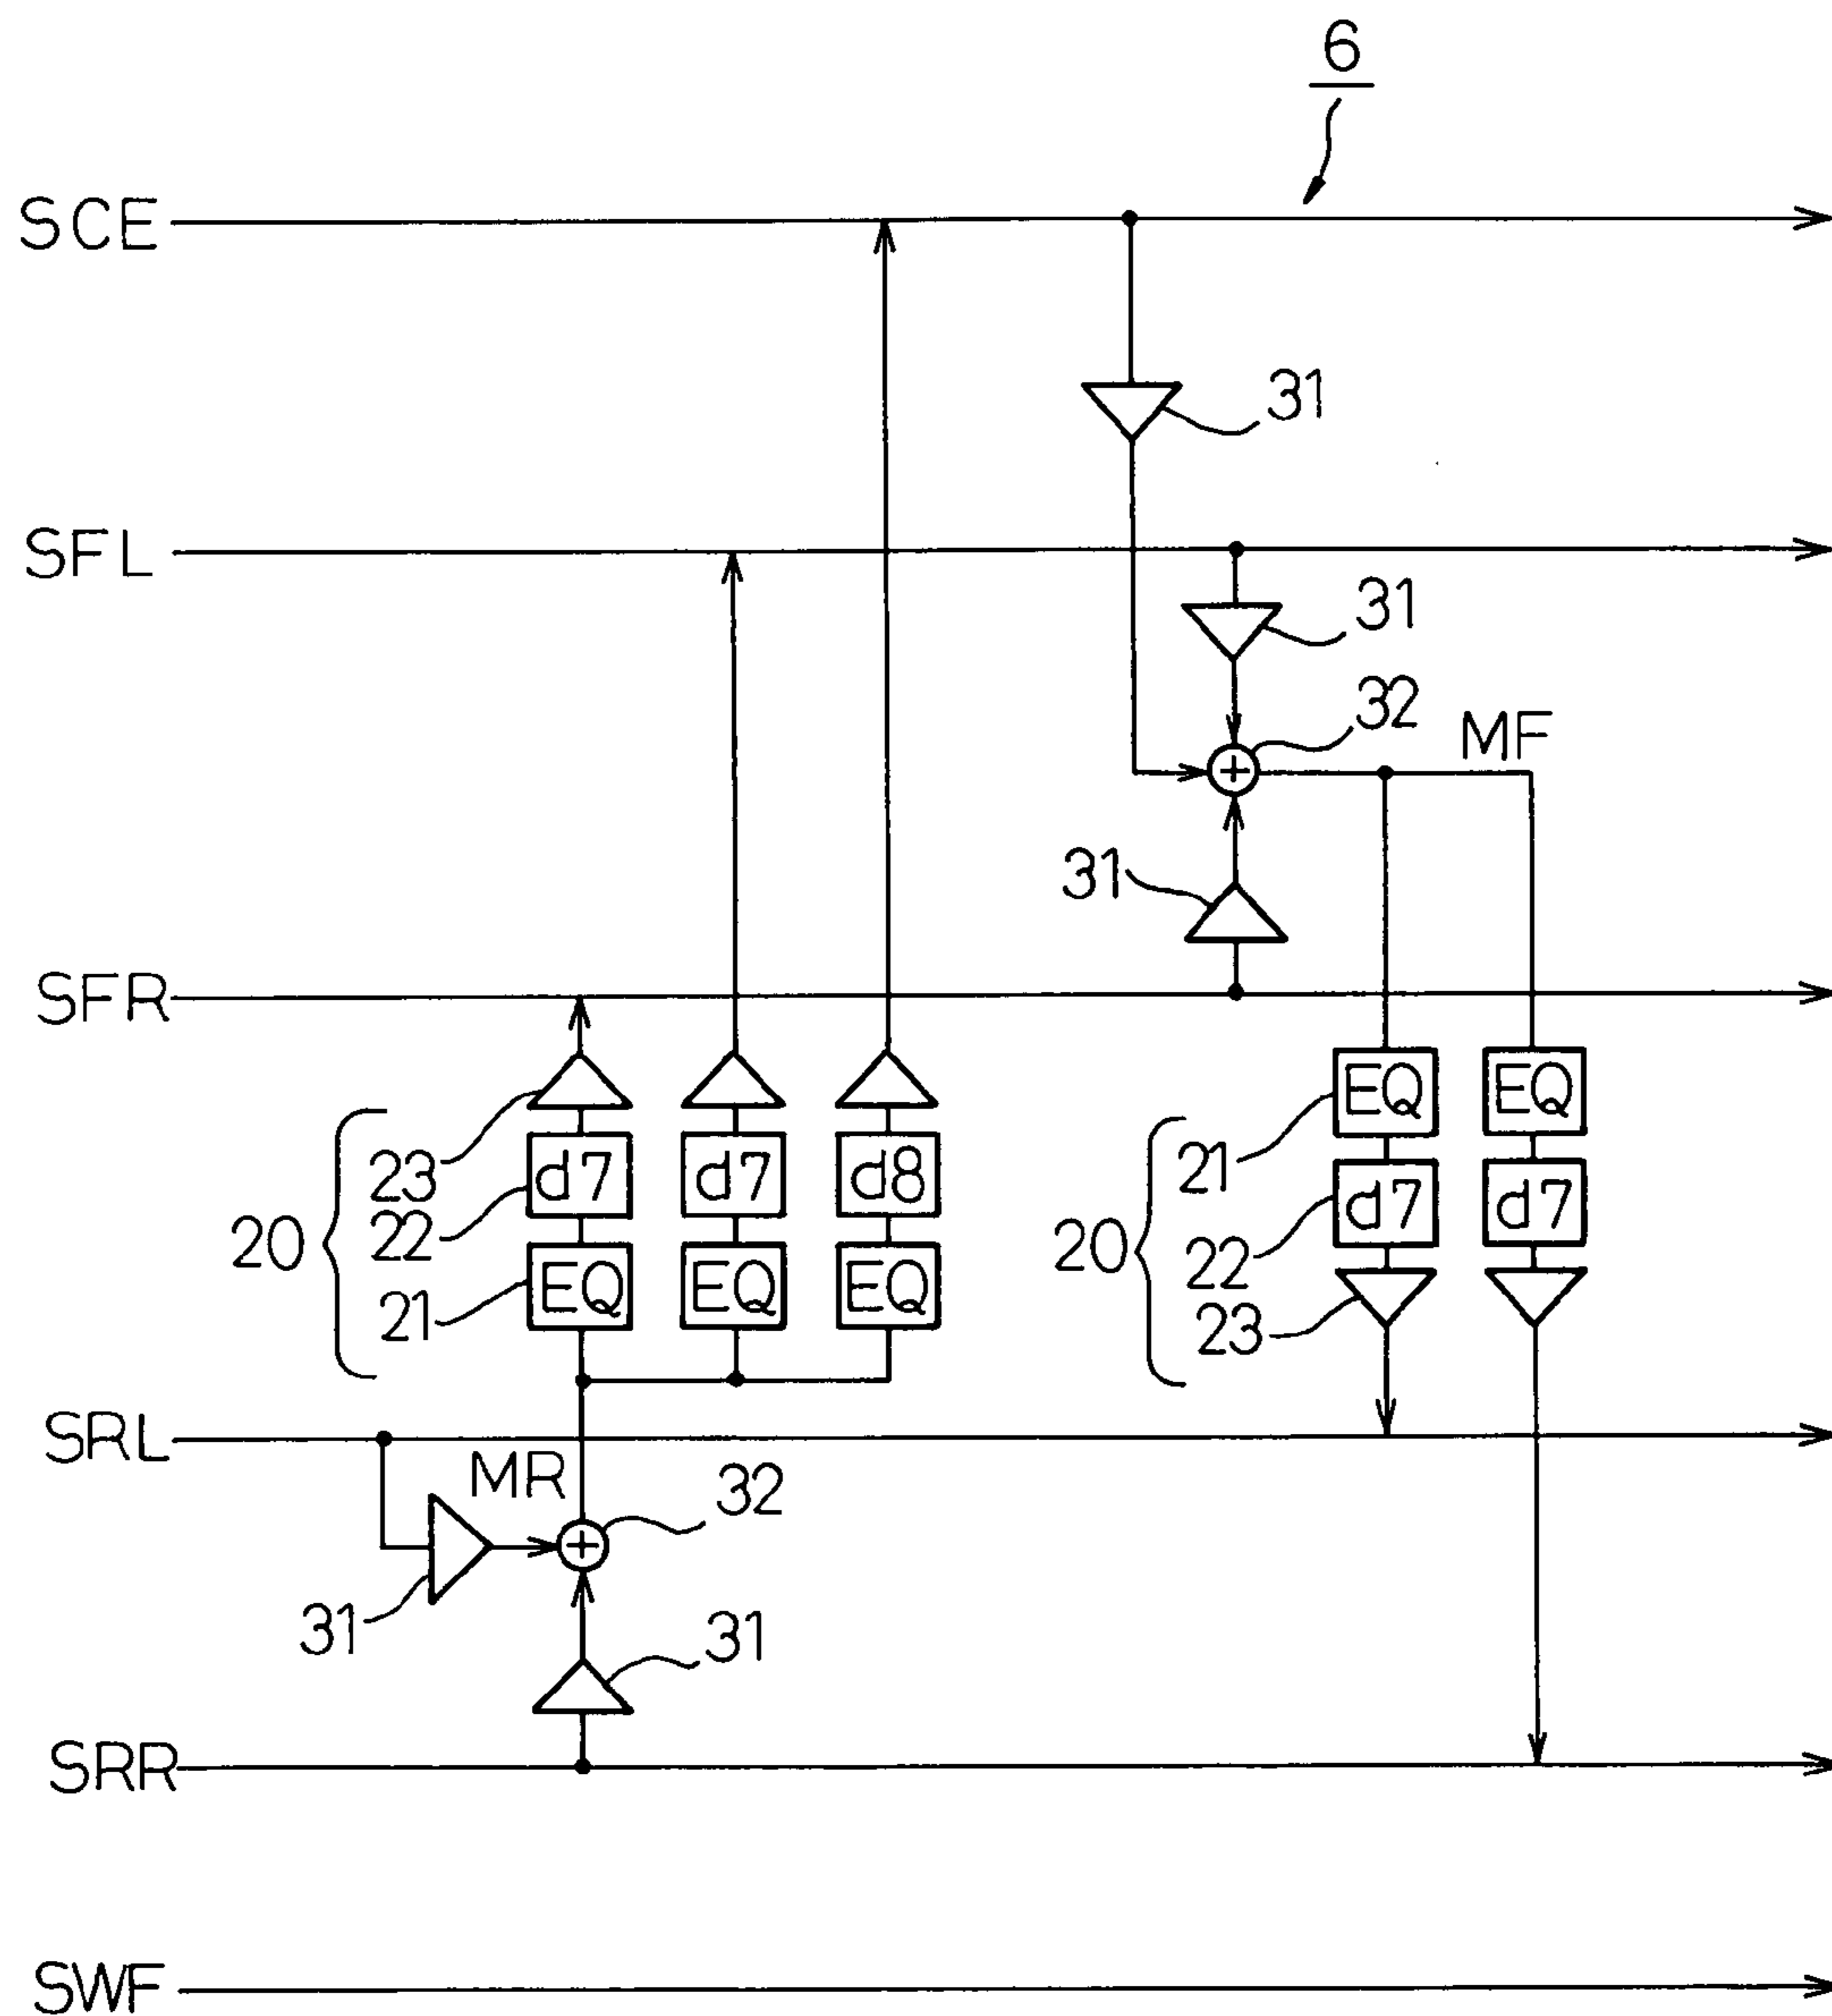 6
SCE
31
SFL
31
32
MF
31
SFR
EQ EQ
23 d7 d7 d8
21 d7 d7
20 22
20 22
21 EQ EQ EQ
23
SRL
MR
32
31
31
SRR
SWF